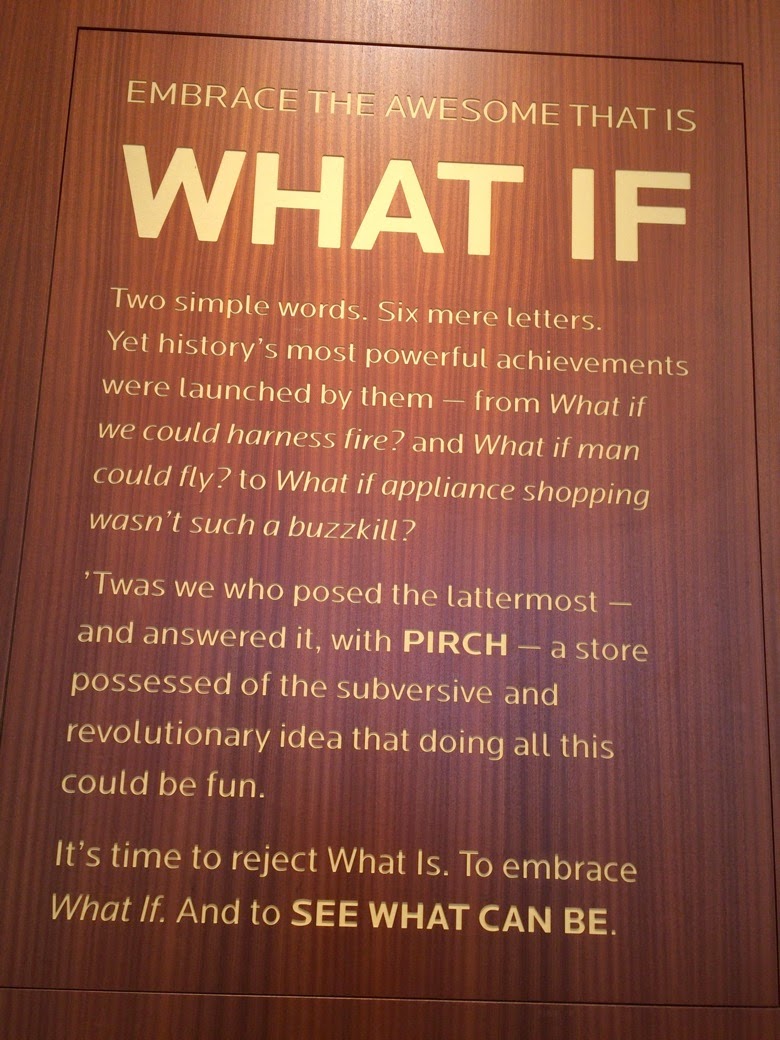 EMBRACE THE AWESOME THAT IS
WHAT IF
Two simple words. Six mere letters.
Yet history's most powerful achievements
were launched by them — from What if
we could harness fire? and What if man
could fly? to What if appliance shopping
wasn't such a buzzkill?
'Twas we who posed the lattermost —
and answered it, with PIRCH — a store
possessed of the subversive and
revolutionary idea that doing all this
could be fun.
It's time to reject What Is. To embrace
What If. And to SEE WHAT CAN BE.